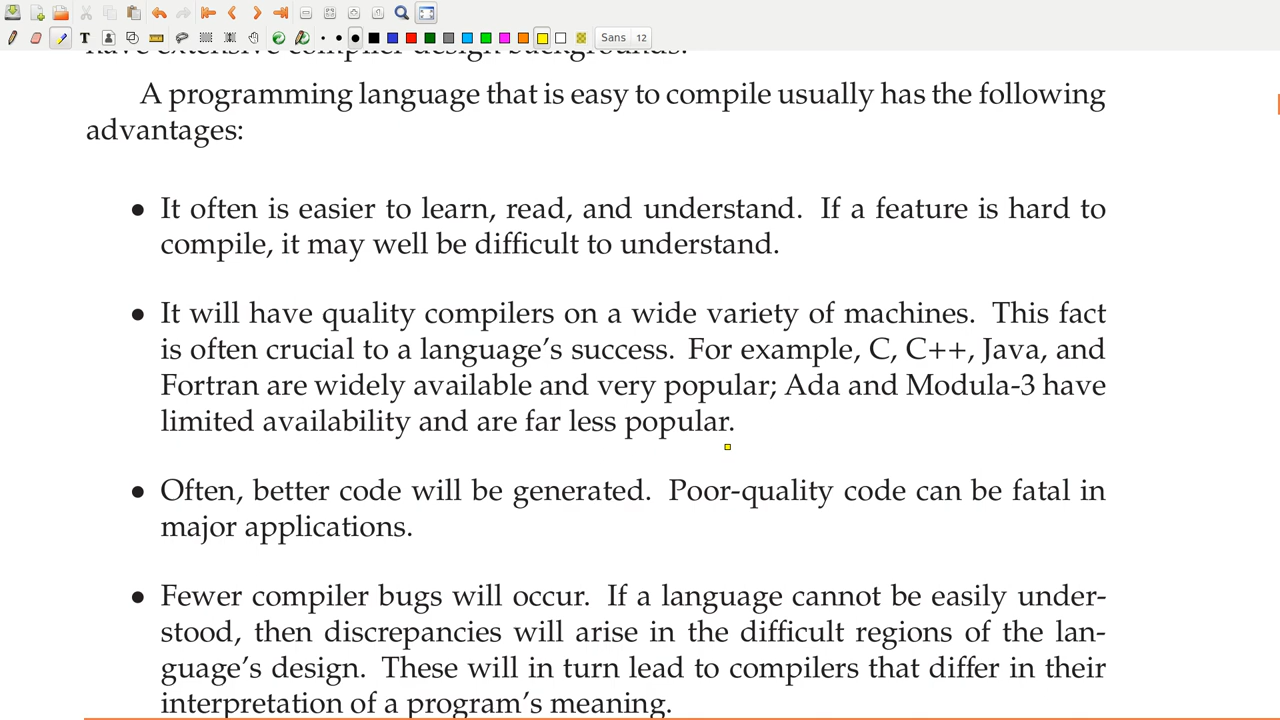 Sans 12
have extensive compiler design backgrounds.
A programming language that is easy to compile usually has the following
advantages:
• It often is easier to learn, read, and understand. If a feature is hard to
compile, it may well be difficult to understand.
• It will have quality compilers on a wide variety of machines. This fact
is often crucial to a language’s success. For example, C, C++, Java, and
Fortran are widely available and very popular; Ada and Modula-3 have
limited availability and are far less popular.
• Often, better code will be generated. Poor-quality code can be fatal in
major applications.
• Fewer compiler bugs will occur. If a language cannot be easily under-
stood, then discrepancies will arise in the difficult regions of the lan-
guage’s design. These will in turn lead to compilers that differ in their
interpretation of a program’s meaning.